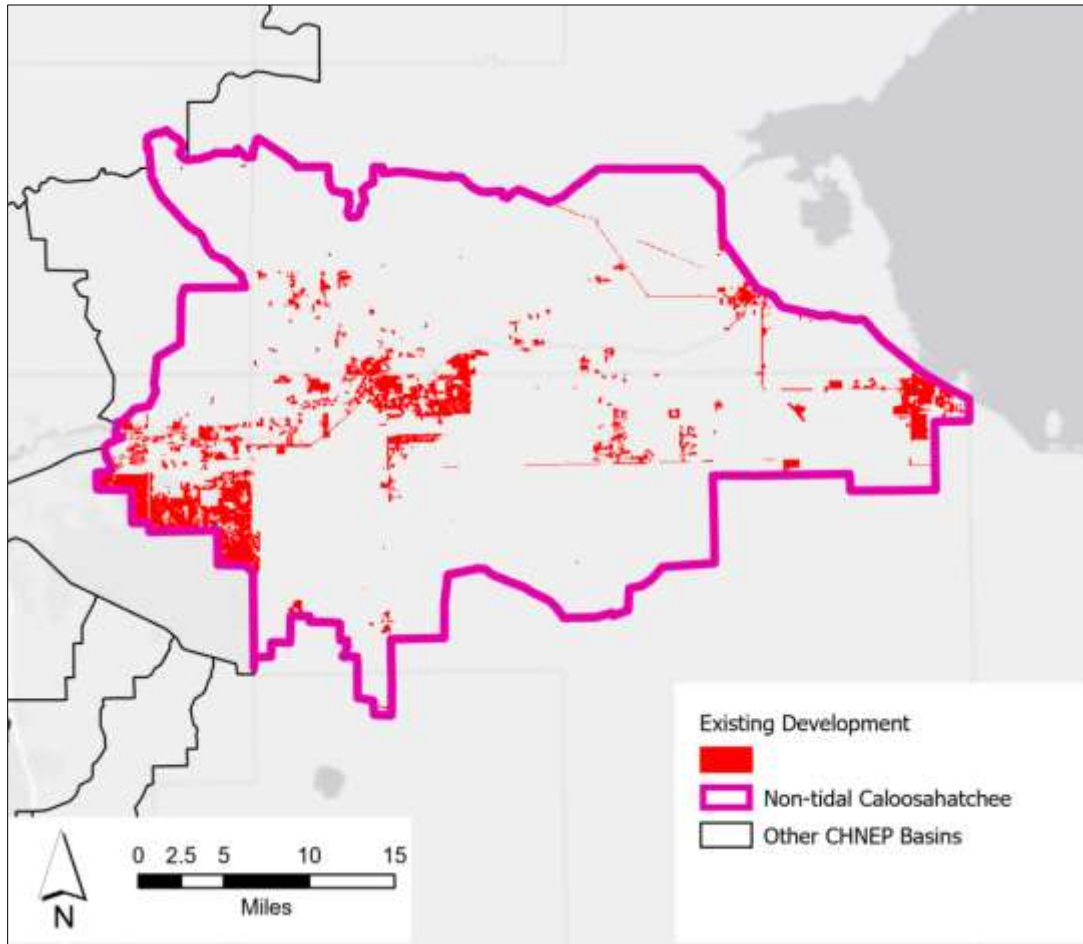 Existing Development
Non-tidal Caloosahatchee
Other CHNEP Basins
0 2.5 5 10 15
Miles
N